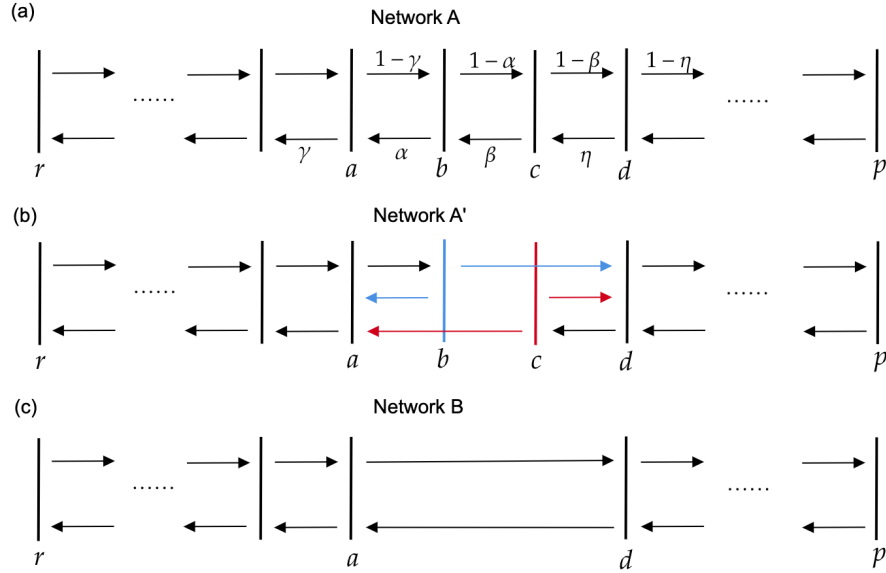 (a)
Network A
1 − γ 1 − α 1 − β 1 − η
...... ......
γ α β η
r a b c d p
(b)
Network A'
...... ......
r a b c d p
(c)
Network B
...... ......
r a d p